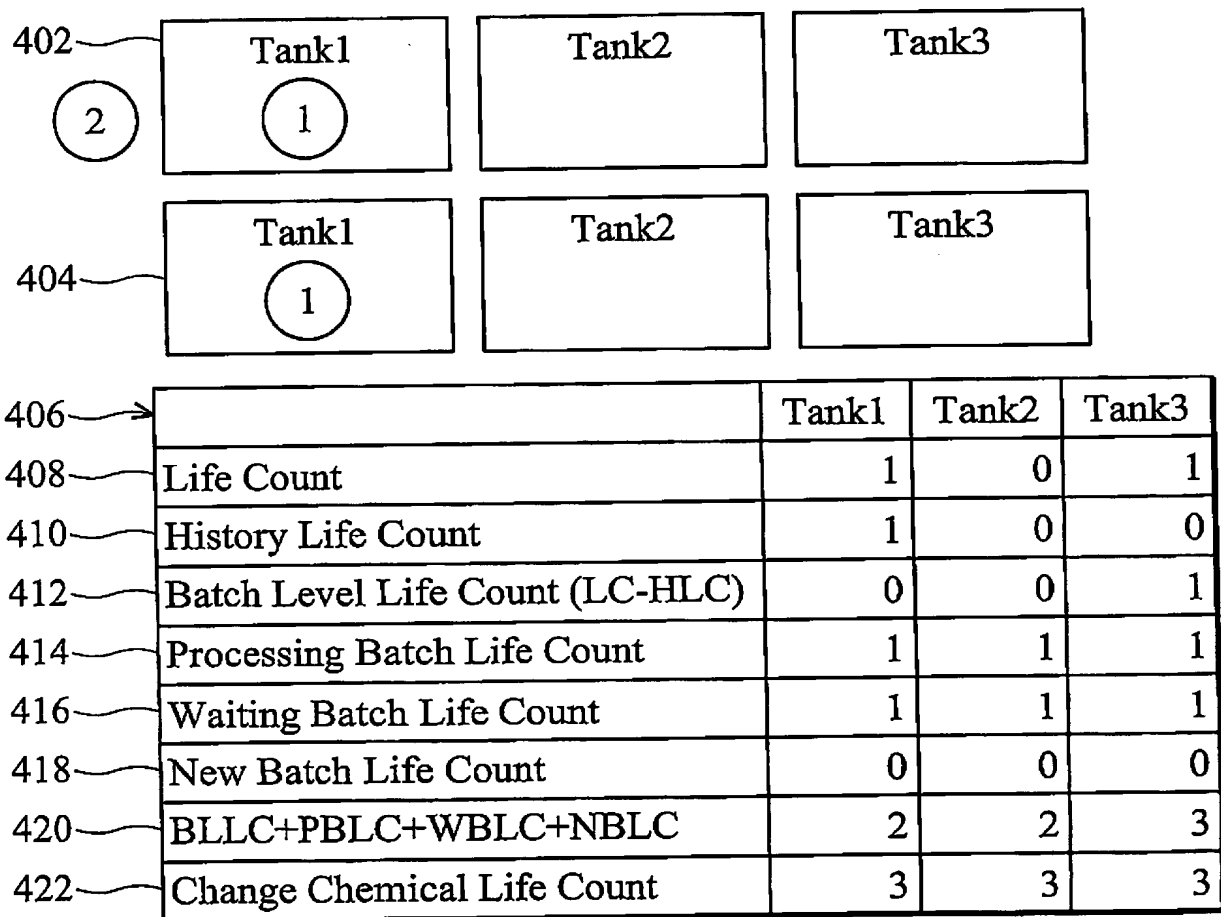 402 Tank1 Tank2 Tank3
2 1
Tank1 Tank2 Tank3
404 1
406 Tank1 Tank2 Tank3
408 Life Count 1 0 1
410 History Life Count 1 0 0
412 Batch Level Life Count (LC-HLC) 0 0 1
414 Processing Batch Life Count 1 1 1
416 Waiting Batch Life Count 1 1 1
418 New Batch Life Count 0 0 0
420 BLLC+PBLC+WBLC+NBLC 2 2 3
422 Change Chemical Life Count 3 3 3